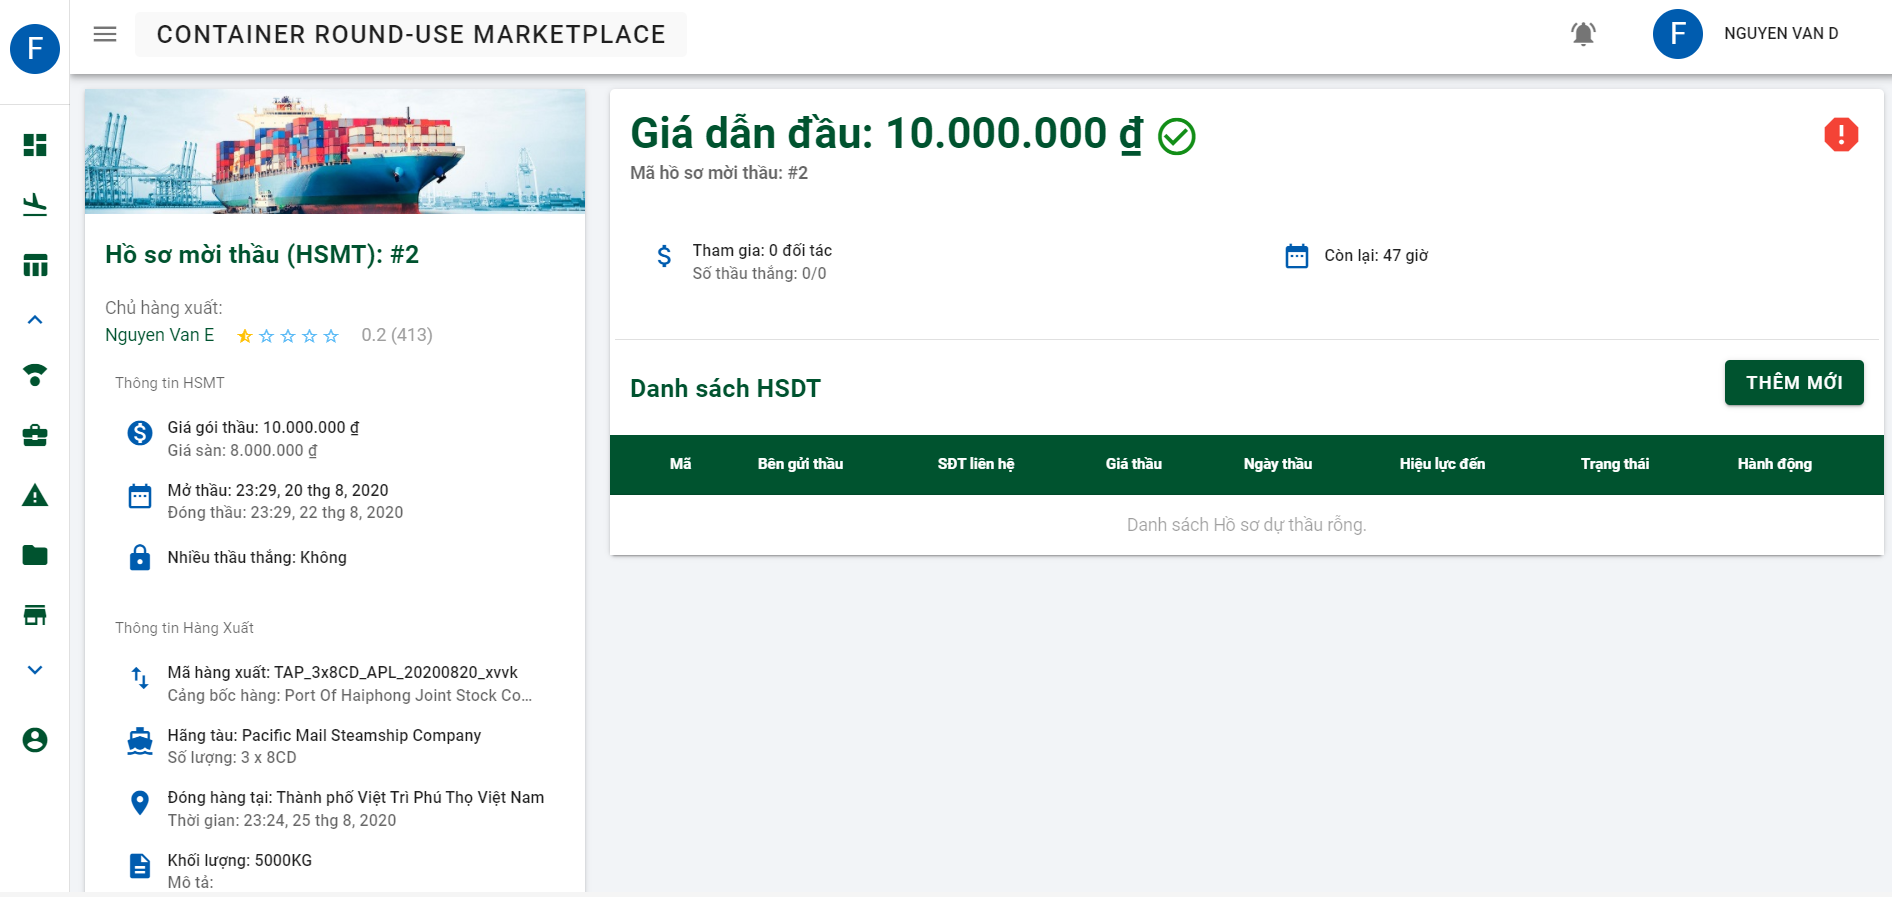 F
CONTAINER ROUND-USE MARKETPLACE
F
NGUYEN VAN D
Hồ sơ mời thầu (HSMT): #2
Chủ hàng xuất:
Nguyen Van E 0.2 (413)
Thông tin HSMT
Giá gói thầu: 10.000.000 ₫
Giá sàn: 8.000.000 ₫
Mở thầu: 23:29, 20 thg 8, 2020
Đóng thầu: 23:29, 22 thg 8, 2020
Nhiều thầu thắng: Không
Thông tin Hàng Xuất
Mã hàng xuất: TAP_3x8CD_APL_20200820_xvvk
Cảng bốc hàng: Port Of Haiphong Joint Stock Co...
Hãng tàu: Pacific Mail Steamship Company
Số lượng: 3 x 8CD
Đóng hàng tại: Thành phố Việt Trì Phú Thọ Việt Nam
Thời gian: 23:24, 25 thg 8, 2020
Khối lượng: 5000KG
Mô tả:
Giá dẫn đầu: 10.000.000 ₫
Mã hồ sơ mời thầu: #2
Tham gia: 0 đối tác
Số thầu thắng: 0/0
Còn lại: 47 giờ
Danh sách HSDT
THÊM MỚI
Mã Bên gửi thầu SĐT liên hệ Giá thầu Ngày thầu Hiệu lực đến Trạng thái Hành động
Danh sách Hồ sơ dự thầu rỗng.